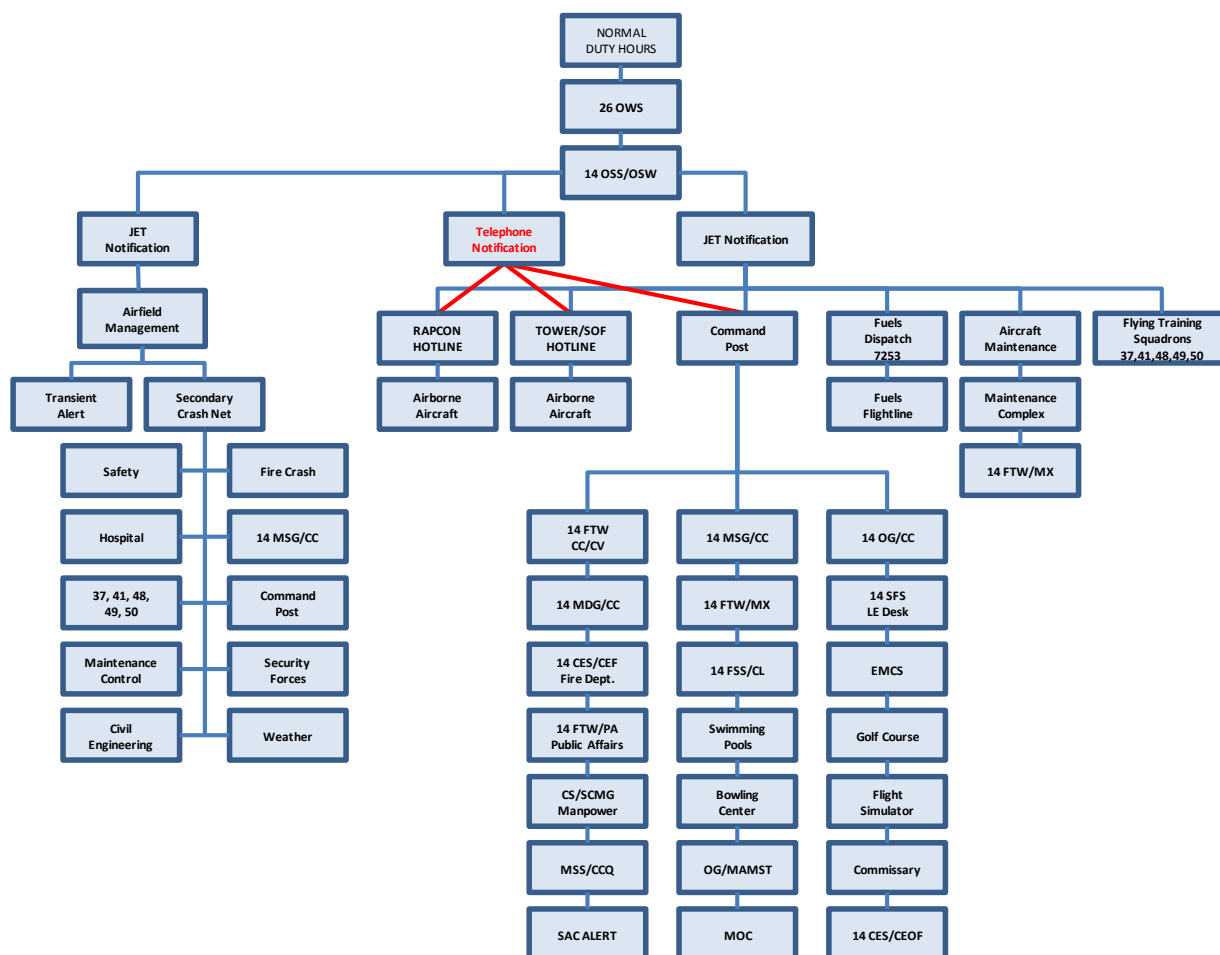 NORMAL
DUTY HOURS
26 OWS
14 OSS/OSW
JET
Notification
Telephone
Notification
JET Notification
Airfield
Management
RAPCON
HOTLINE
TOWER/SOF
HOTLINE
Command
Post
Fuels
Dispatch
7253
Aircraft
Maintenance
Flying Training
Squadrons
37,41,48,49,50
Transient
Alert
Secondary
Crash Net
Airborne
Aircraft
Airborne
Aircraft
Fuels
Flightline
Maintenance
Complex
14 FTW/MX
Safety
Fire Crash
Hospital
14 MSG/CC
37, 41, 48,
49, 50
Command
Post
Maintenance
Control
Security
Forces
Civil
Engineering
Weather
14 FTW
CC/CV
14 MSG/CC
14 OG/CC
14 MDG/CC
14 FTW/MX
14 SFS
LE Desk
14 CES/CEF
Fire Dept.
14 FSS/CL
EMCS
14 FTW/PA
Public Affairs
Swimming
Pools
Golf Course
CS/SCMG
Manpower
Bowling
Center
Flight
Simulator
MSS/CCQ
OG/MAMST
Commissary
SAC ALERT
MOC
14 CES/CEOF